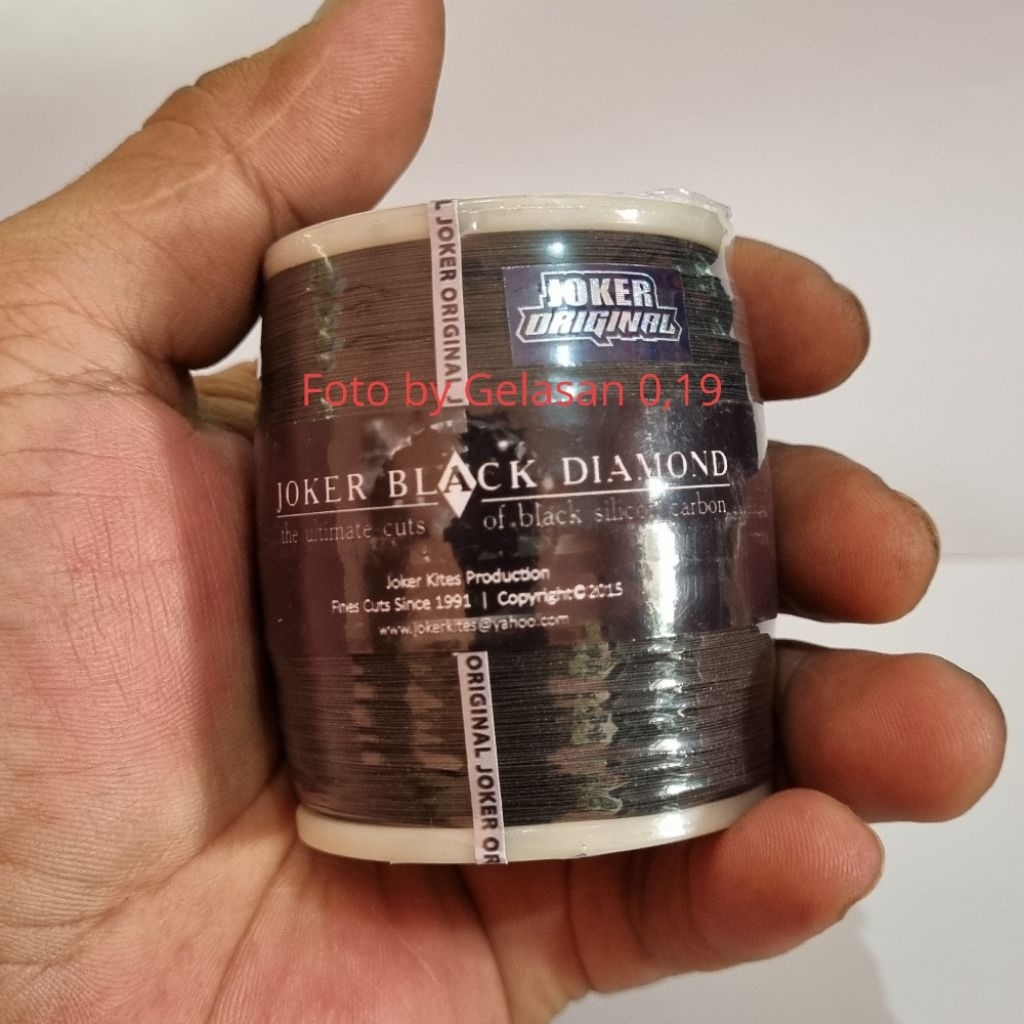 L JOKER ORIGINAL J
JOKER
ORIGINAL
Foto by Gelasan 0,19
JOKER BLACK DIAMOND
the ultimate cuts of black silicon carbon
Joker Kites Production
Fines Cuts Since 1991 | Copyright© 2015
www.jokerkites@yahoo.com
ORIGINAL JOKER OR